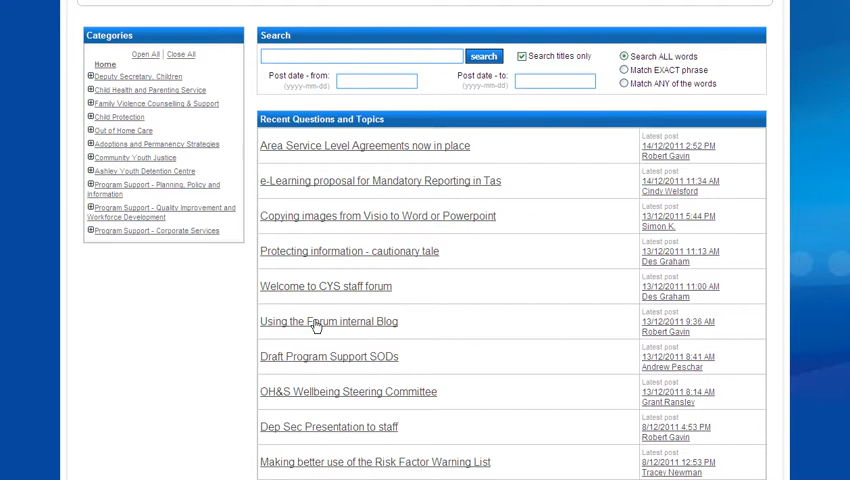 Categories
Open All | Close All
Home
Deputy Secretary, Children
Child Health and Parenting Service
Family Violence Counselling & Support
Child Protection
Out of Home Care
Adoptions and Permanency Strategies
Community Youth Justice
Ashley Youth Detention Centre
Program Support - Planning, Policy and
Information
Program Support - Quality Improvement and
Workforce Development
Program Support - Corporate Services
Search
search
Search titles only
Search ALL words
Match EXACT phrase
Match ANY of the words
Post date - from:
(yyyy-mm-dd)
Post date - to:
(yyyy-mm-dd)
Recent Questions and Topics
Area Service Level Agreements now in place
Latest post
14/12/2011 2:52 PM
Robert Gavin
e-Learning proposal for Mandatory Reporting in Tas
Latest post
14/12/2011 11:34 AM
Cindy Welsford
Copying images from Visio to Word or Powerpoint
Latest post
13/12/2011 5:44 PM
Simon K.
Protecting information - cautionary tale
Latest post
13/12/2011 11:13 AM
Des Graham
Welcome to CYS staff forum
Latest post
13/12/2011 11:00 AM
Des Graham
Using the Forum internal Blog
Latest post
13/12/2011 9:36 AM
Robert Gavin
Draft Program Support SODs
Latest post
13/12/2011 8:41 AM
Andrew Peschar
OH&S Wellbeing Steering Committee
Latest post
13/12/2011 8:14 AM
Grant Ransley
Dep Sec Presentation to staff
Latest post
8/12/2011 4:53 PM
Robert Gavin
Making better use of the Risk Factor Warning List
Latest post
8/12/2011 12:53 PM
Tracey Newman